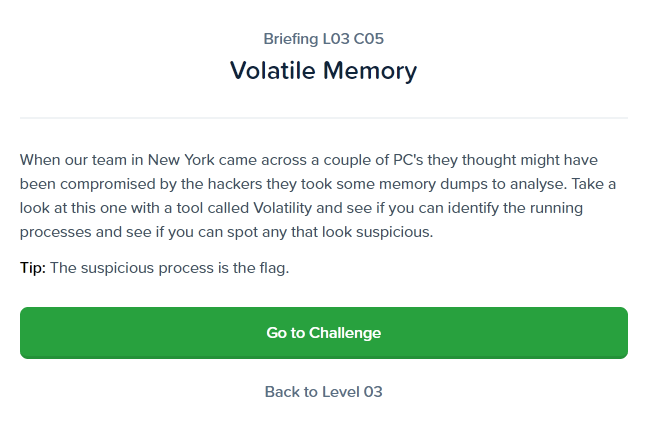 Briefing L03 C05
Volatile Memory
When our team in New York came across a couple of PC's they thought might have
been compromised by the hackers they took some memory dumps to analyse. Take a
look at this one with a tool called Volatility and see if you can identify the running
processes and see if you can spot any that look suspicious.
Tip: The suspicious process is the flag.
Go to Challenge
Back to Level 03